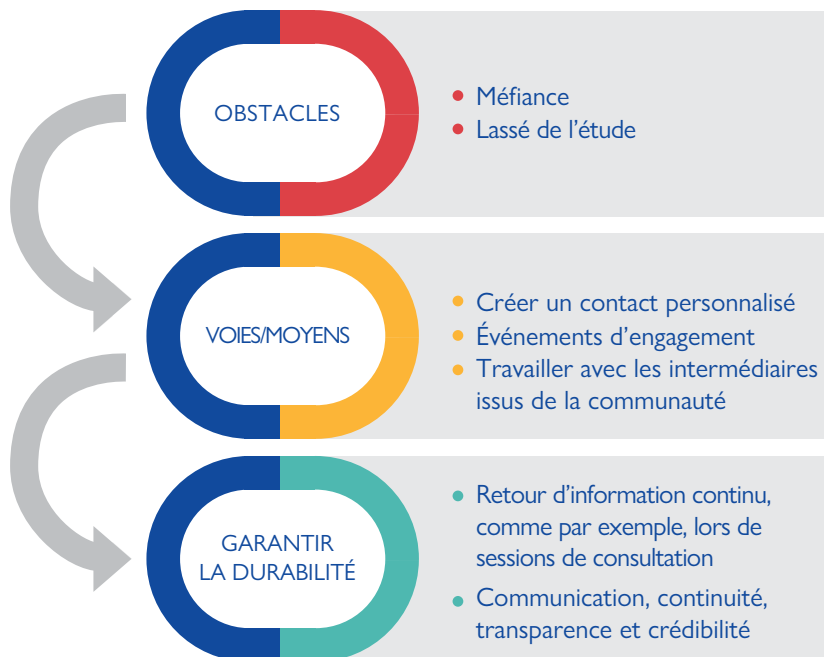 OBSTACLES
• Méfiance
• Lassé de l'étude
VOIES/MOYENS
• Créer un contact personnalisé
• Événements d'engagement
• Travailler avec les intermédiaires
issus de la communauté
GARANTIR
LA DURABILITÉ
• Retour d'information continu,
comme par exemple, lors de
sessions de consultation
• Communication, continuité,
transparence et crédibilité